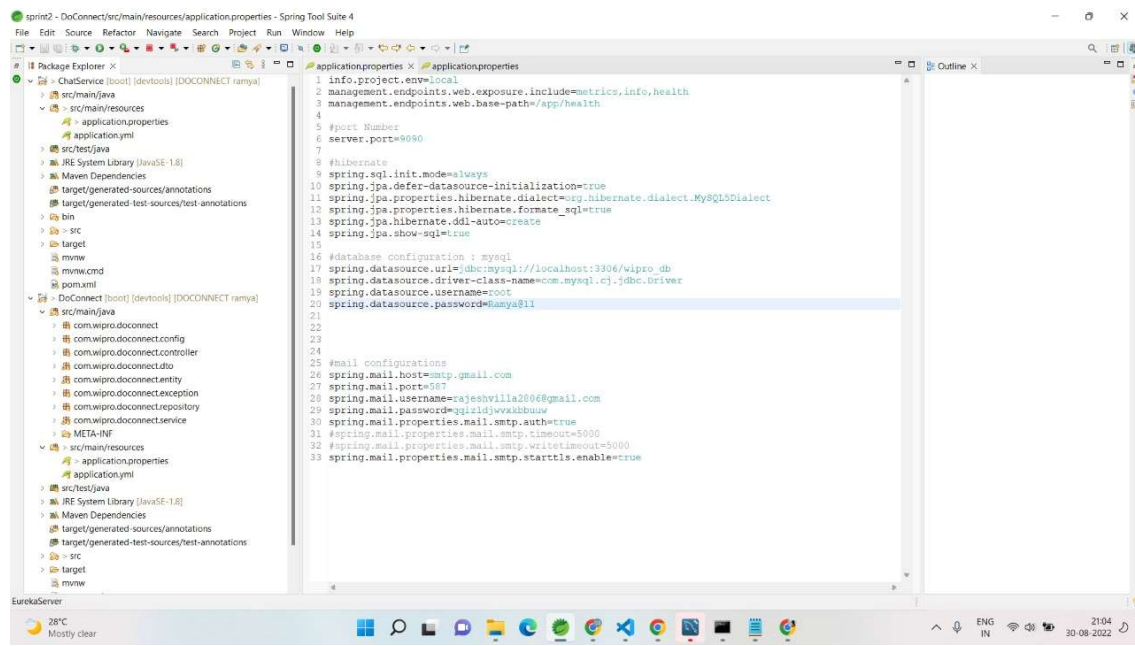 sprint2 - DoConnect/src/main/resources/application.properties - Spring Tool Suite 4
File Edit Source Refactor Navigate Search Project Run Window Help
Package Explorer
> ChatService [boot] [devtools] [DOCONNECT ramya]
src/main/java
> src/main/resources
> application.properties
application.yml
src/test/java
JRE System Library [JavaSE-1.8]
Maven Dependencies
target/generated-sources/annotations
target/generated-test-sources/test-annotations
bin
> src
target
mvnw
mvnw.cmd
pom.xml
> DoConnect [boot] [devtools] [DOCONNECT ramya]
src/main/java
com.wipro.doconnect
com.wipro.doconnect.config
com.wipro.doconnect.controller
com.wipro.doconnect.dto
com.wipro.doconnect.entity
com.wipro.doconnect.exception
com.wipro.doconnect.repository
com.wipro.doconnect.service
META-INF
> src/main/resources
> application.properties
application.yml
src/test/java
JRE System Library [JavaSE-1.8]
Maven Dependencies
target/generated-sources/annotations
target/generated-test-sources/test-annotations
> src
target
mvnw
application.properties application.properties
1 info.project.env=local
2 management.endpoints.web.exposure.include=metrics,info,health
3 management.endpoints.web.base-path=/app/health
4
5 #port Number
6 server.port=9090
7
8 #hibernate
9 spring.sql.init.mode=always
10 spring.jpa.defer-datasource-initialization=true
11 spring.jpa.properties.hibernate.dialect=org.hibernate.dialect.MySQL5Dialect
12 spring.jpa.properties.hibernate.formate_sql=true
13 spring.jpa.hibernate.ddl-auto=create
14 spring.jpa.show-sql=true
15
16 #database configuration : mysql
17 spring.datasource.url=jdbc:mysql://localhost:3306/wipro_db
18 spring.datasource.driver-class-name=com.mysql.cj.jdbc.Driver
19 spring.datasource.username=root
20 spring.datasource.password=Ramya@11
21
22
23
24
25 #mail configurations
26 spring.mail.host=smtp.gmail.com
27 spring.mail.port=587
28 spring.mail.username=rajeshvilla2806@gmail.com
29 spring.mail.password=qqizldjwvxkbbuuw
30 spring.mail.properties.mail.smtp.auth=true
31 #spring.mail.properties.mail.smtp.timeout=5000
32 #spring.mail.properties.mail.smtp.writetimeout=5000
33 spring.mail.properties.mail.smtp.starttls.enable=true
Outline
EurekaServer
28°C
Mostly clear
ENG
IN
21:04
30-08-2022